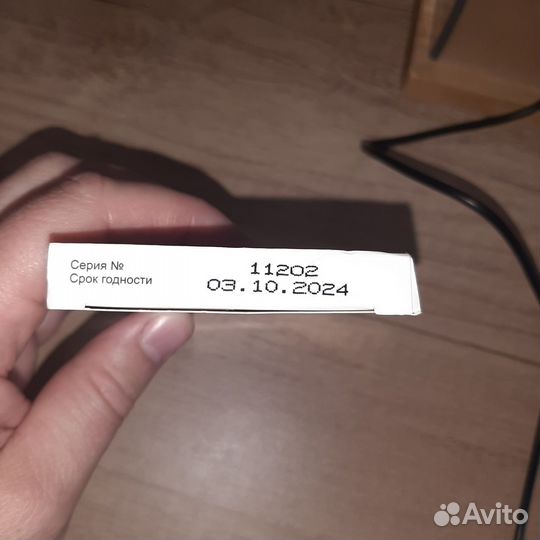 Серия № 11202
Срок годности 03.10.2024
Avito